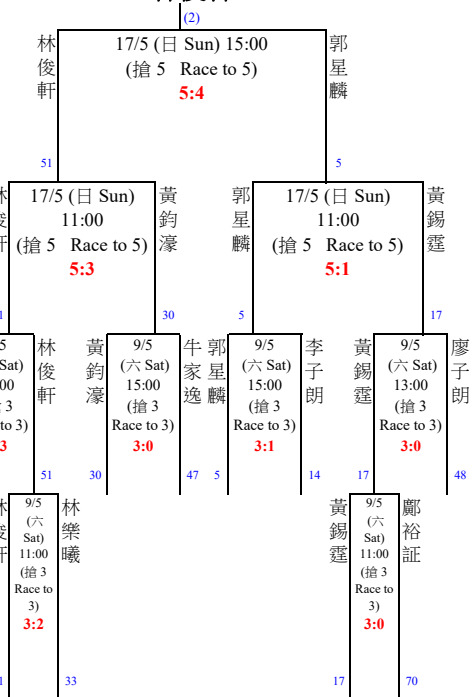 (2)
林俊軒
17/5 (日 Sun) 15:00
(搶 5 Race to 5)
5:4
郭星麟
51
5
17/5 (日 Sun)
11:00
(搶 5 Race to 5)
5:3
黃鈞濠
郭星麟
17/5 (日 Sun)
11:00
(搶 5 Race to 5)
5:1
黃錫霆
30
5
17
林俊軒
黃鈞濠
9/5
(六 Sat)
15:00
(搶 3
Race to 3)
3:0
牛家逸
郭星麟
9/5
(六 Sat)
15:00
(搶 3
Race to 3)
3:1
李子朗
黃錫霆
9/5
(六 Sat)
13:00
(搶 3
Race to 3)
3:0
廖子朗
51
30
47
5
14
17
48
9/5
(六
Sat)
11:00
(搶 3
Race to
3)
3:2
林樂曦
黃錫霆
9/5
(六
Sat)
11:00
(搶 3
Race to
3)
3:0
鄺裕証
33
17
70